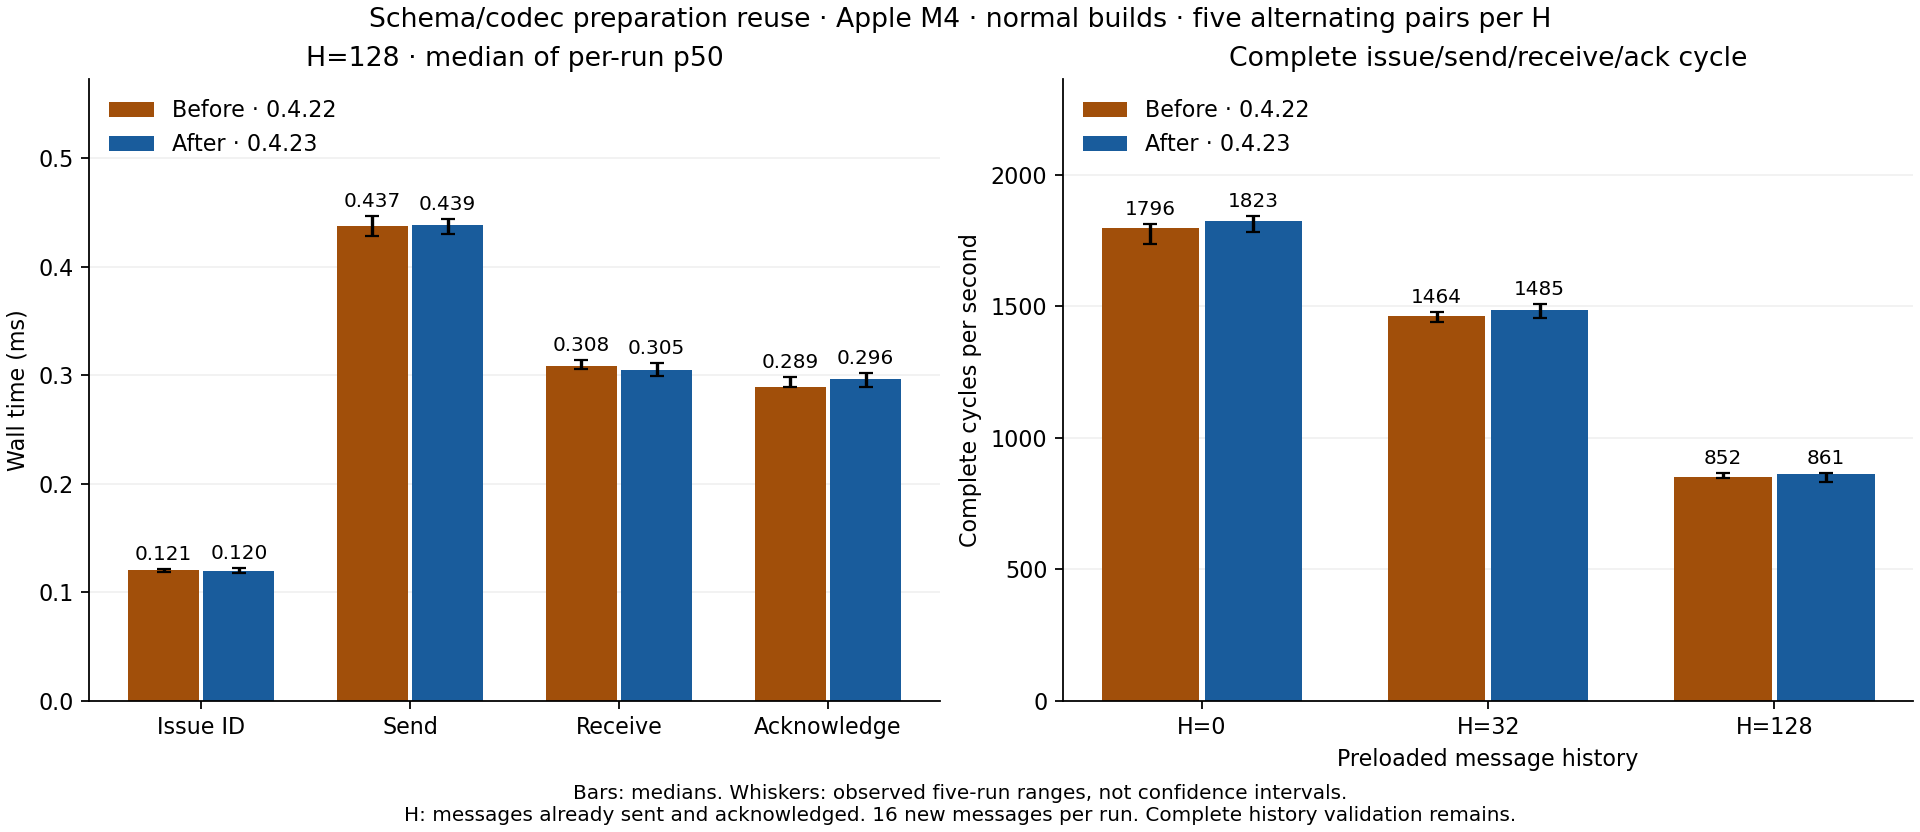 Schema/codec preparation reuse · Apple M4 · normal builds · five alternating pairs per H
H=128 · median of per-run p50
Before · 0.4.22
After · 0.4.23
Wall time (ms)
0.5
0.4
0.3
0.2
0.1
0.0
0.121
0.120
0.437
0.439
0.308
0.305
0.289
0.296
Issue ID
Send
Receive
Acknowledge
Complete issue/send/receive/ack cycle
Before · 0.4.22
After · 0.4.23
Complete cycles per second
2000
1500
1000
500
0
1796
1823
1464
1485
852
861
H=0
H=32
H=128
Preloaded message history
Bars: medians. Whiskers: observed five-run ranges, not confidence intervals.
H: messages already sent and acknowledged. 16 new messages per run. Complete history validation remains.